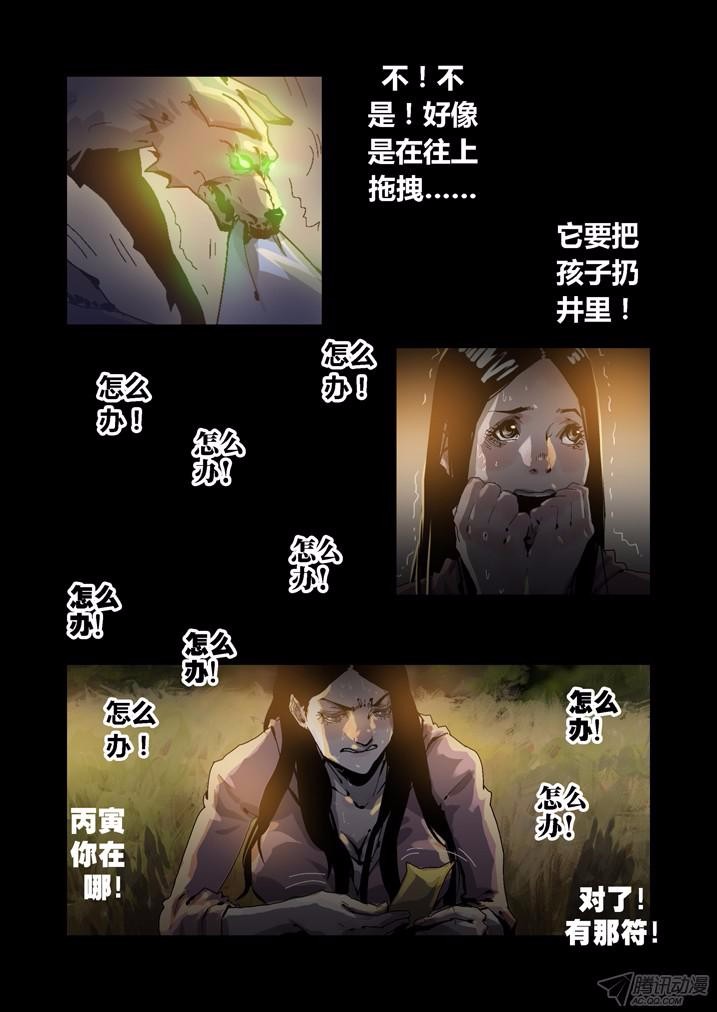 不！不
是！好像
是在往上
拖拽……
它要把
孩子扔
井里！
怎么
办！
怎么
办！
怎么
办！
怎么
办！
怎么
办！
怎么
办！
怎么
办！
怎么
办！
怎么
办！
丙寅
你在
哪！
对了！
有那符！
腾讯动漫